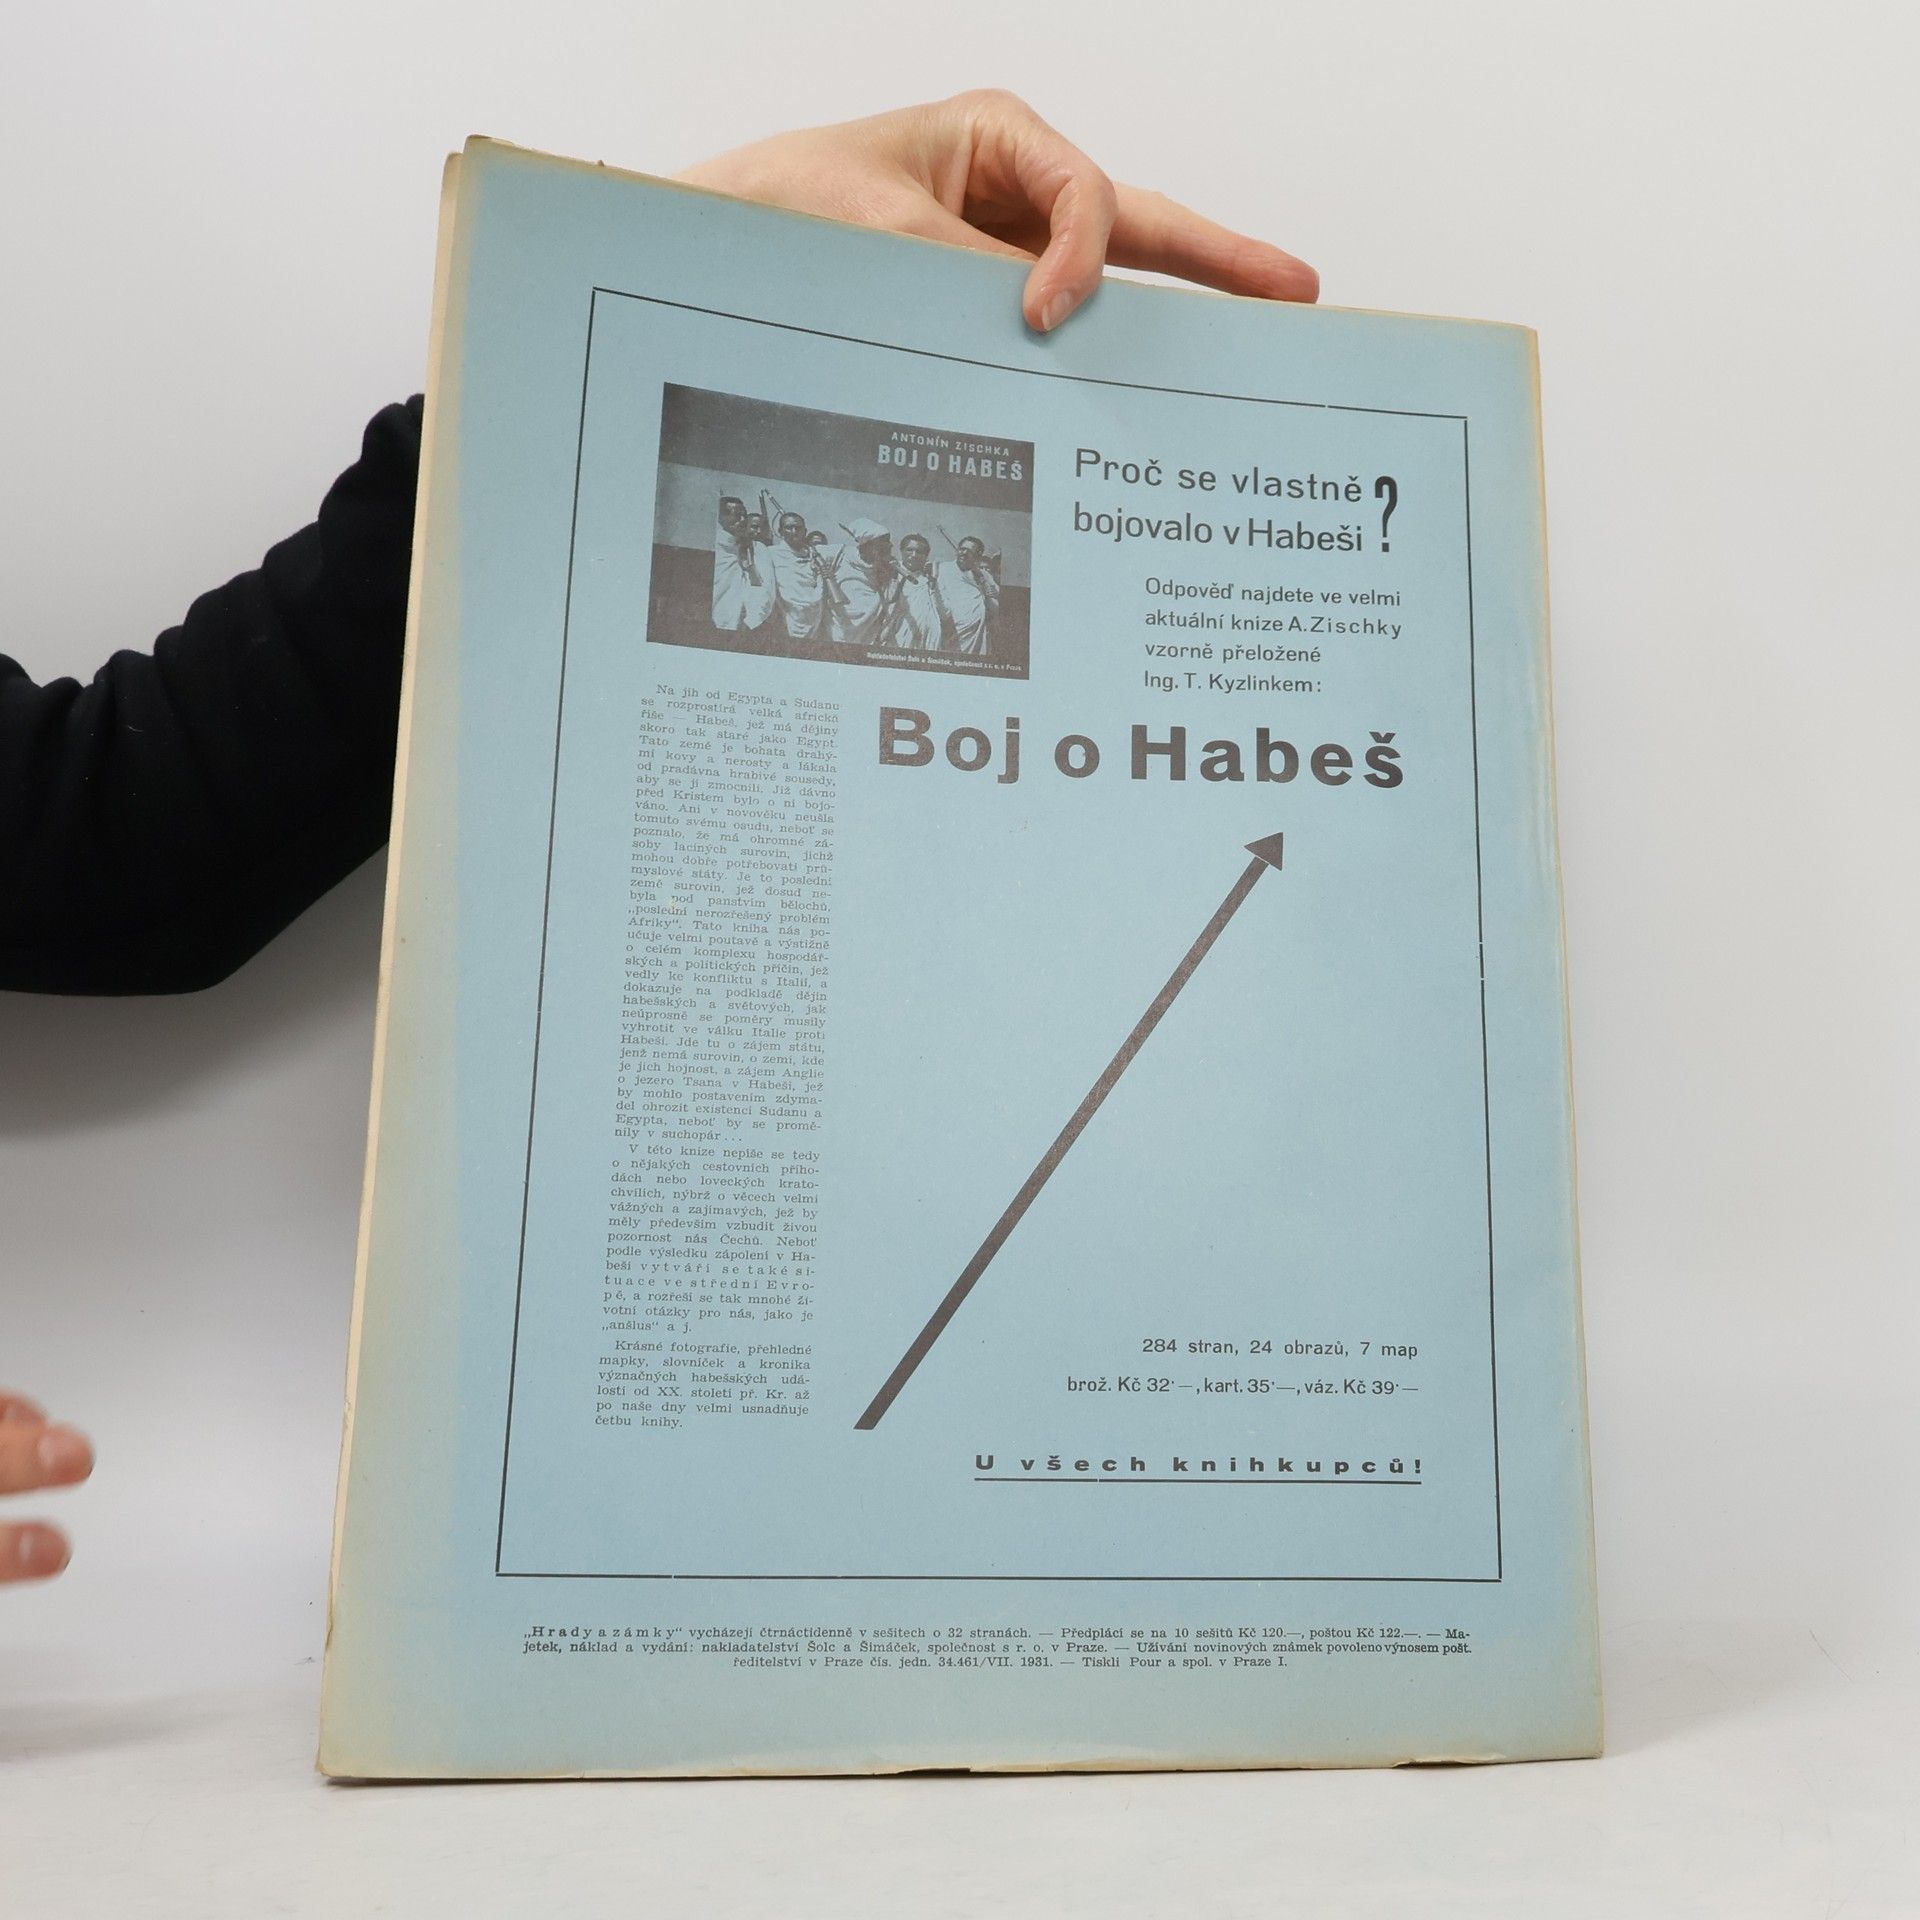 ANTONÍN ZISCHKA
BOJ O HABEŠ
Nakladatelství Šolc a Šimáček, společnost s r. o. v Praze
Proč se vlastně
bojovalo v Habeši ?
Odpověď najdete ve velmi
aktuální knize A. Zischky
vzorně přeložené
Ing. T. Kyzlinkem:
Boj o Habeš
Na jih od Egypta a Sudanu
se rozprostírá velká africká
říše — Habeš, jež má dějiny
skoro tak staré jako Egypt.
Tato země je bohata drahý-
mi kovy a nerosty a lákala
od pradávna hrabivé sousedy,
aby se jí zmocnili. Již dávno
před Kristem bylo o ni bojo-
váno. Ani v novověku neušla
tomuto svému osudu, neboť se
poznalo, že má ohromné zá-
soby laciných surovin, jichž
mohou dobře potřebovati prů-
myslové státy. Je to poslední
země surovin, jež dosud ne-
byla pod panstvím bělochů,
„poslední nerozřešený problém
Afriky“. Tato kniha nás po-
učuje velmi poutavě a výstižně
o celém komplexu hospodář-
ských a politických příčin, jež
vedly ke konfliktu s Italií, a
dokazuje na podkladě dějin
habešských a světových, jak
neúprosně se poměry musily
vyhrotit ve válku Italie proti
Habeši. Jde tu o zájem státu,
jenž nemá surovin, o zemi, kde
je jich hojnost, a zájem Anglie
o jezero Tsana v Habeši, jež
by mohlo postavením zdyma-
del ohrozit existenci Sudanu a
Egypta, neboť by se promě-
nily v suchopár . . .
V této knize nepíše se tedy
o nějakých cestovních přího-
dách nebo loveckých krato-
chvílích, nýbrž o věcech velmi
vážných a zajímavých, jež by
měly především vzbudit živou
pozornost nás Čechů. Neboť
podle výsledku zápolení v Ha-
beši vytváří se také si-
tuace ve střední Evro-
pě, a rozřeší se tak mnohé ži-
votní otázky pro nás, jako je
„anšlus“ a j.
Krásné fotografie, přehledné
mapky, slovníček a kronika
význačných habešských udá-
lostí od XX. století př. Kr. až
po naše dny velmi usnadňuje
četbu knihy.
284 stran, 24 obrazů, 7 map
brož. Kč 32·—, kart. 35·—, váz. Kč 39·—
U všech knihkupců!
„Hrady a zámky“ vycházejí čtrnáctidenně v sešitech o 32 stranách. — Předplácí se na 10 sešitů Kč 120.—, poštou Kč 122.—. — Ma-
jetek, náklad a vydání: nakladatelství Šolc a Šimáček, společnost s r. o. v Praze. — Užívání novinových známek povoleno výnosem pošt.
ředitelství v Praze čís. jedn. 34.461/VII. 1931. — Tiskli Pour a spol. v Praze I.